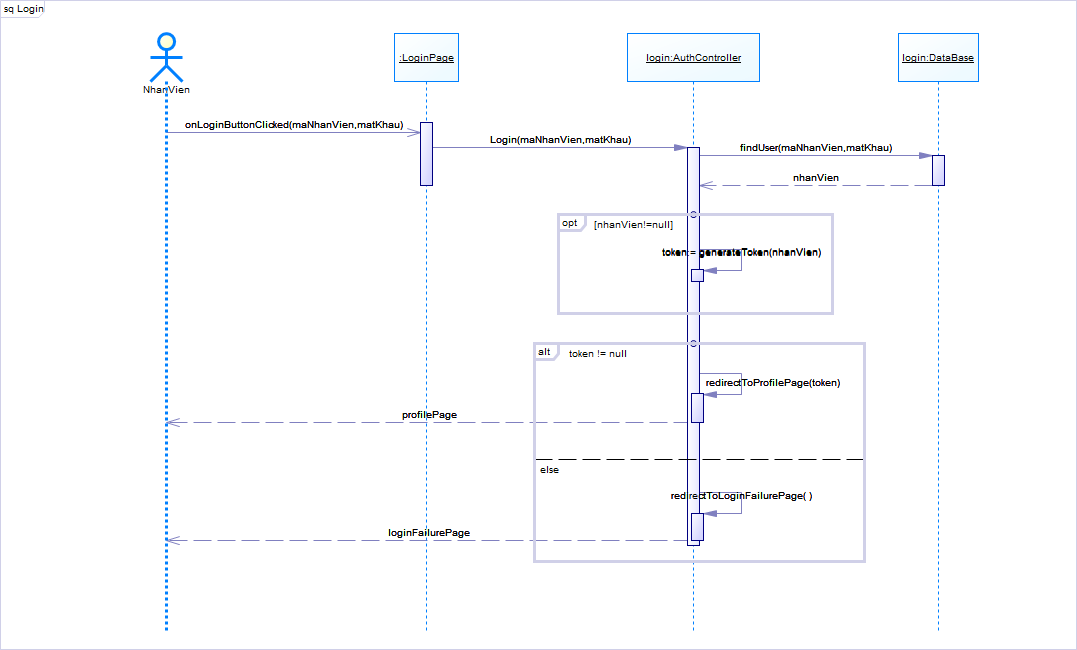 sq Login
NhanVien
:LoginPage
login:AuthController
login:DataBase
onLoginButtonClicked(maNhanVien,matKhau)
Login(maNhanVien,matKhau)
findUser(maNhanVien,matKhau)
nhanVien
opt
[nhanVien!=null]
token:= generateToken(nhanVien)
alt
token != null
redirectToProfilePage(token)
profilePage
else
redirectToLoginFailurePage( )
loginFailurePage